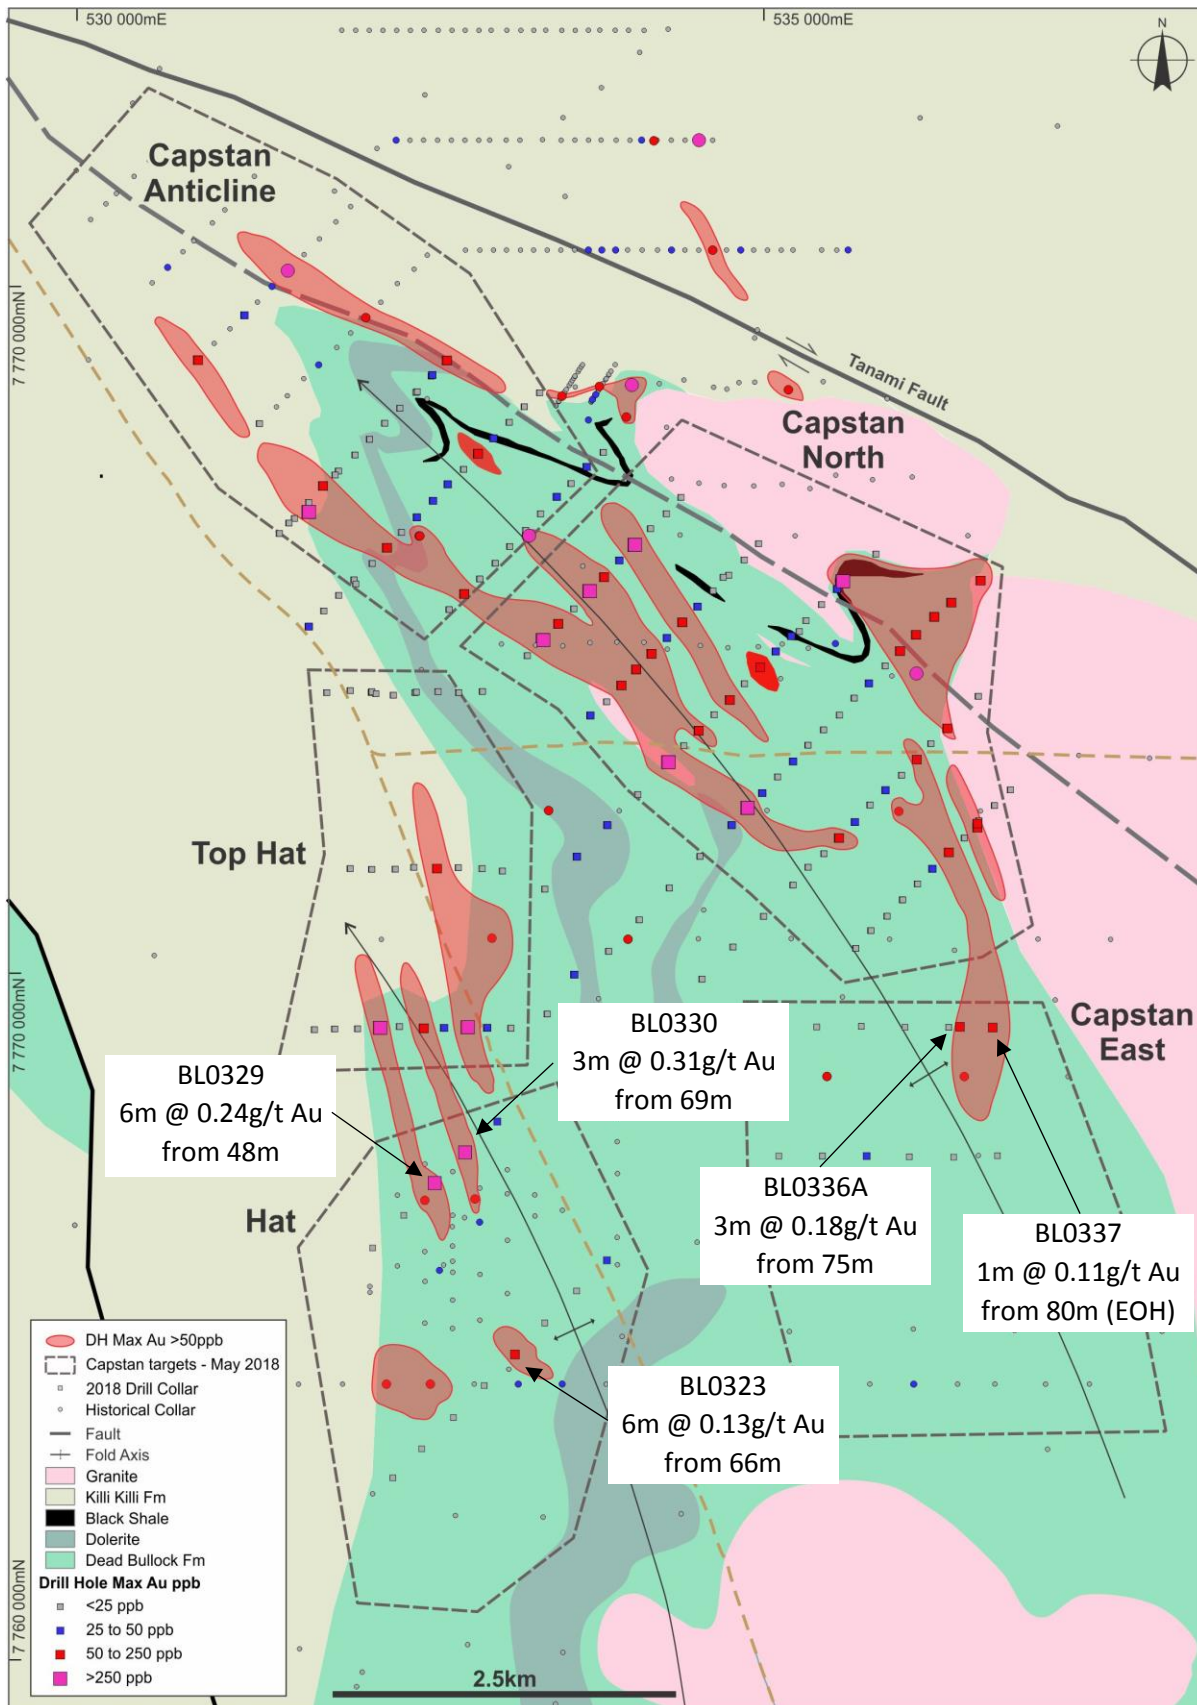 530 000mE
535 000mE
N
Capstan
Anticline
7 770 000mN
Tanami Fault
Capstan
North
Top Hat
7 770 000mN
Capstan
East
BL0330
3m @ 0.31g/t Au
from 69m
BL0329
6m @ 0.24g/t Au
from 48m
BL0336A
3m @ 0.18g/t Au
from 75m
BL0337
1m @ 0.11g/t Au
from 80m (EOH)
Hat
BL0323
6m @ 0.13g/t Au
from 66m
DH Max Au >50ppb
Capstan targets - May 2018
2018 Drill Collar
Historical Collar
Fault
Fold Axis
Granite
Killi Killi Fm
Black Shale
Dolerite
Dead Bullock Fm
Drill Hole Max Au ppb
<25 ppb
25 to 50 ppb
50 to 250 ppb
>250 ppb
7 760 000mN
2.5km